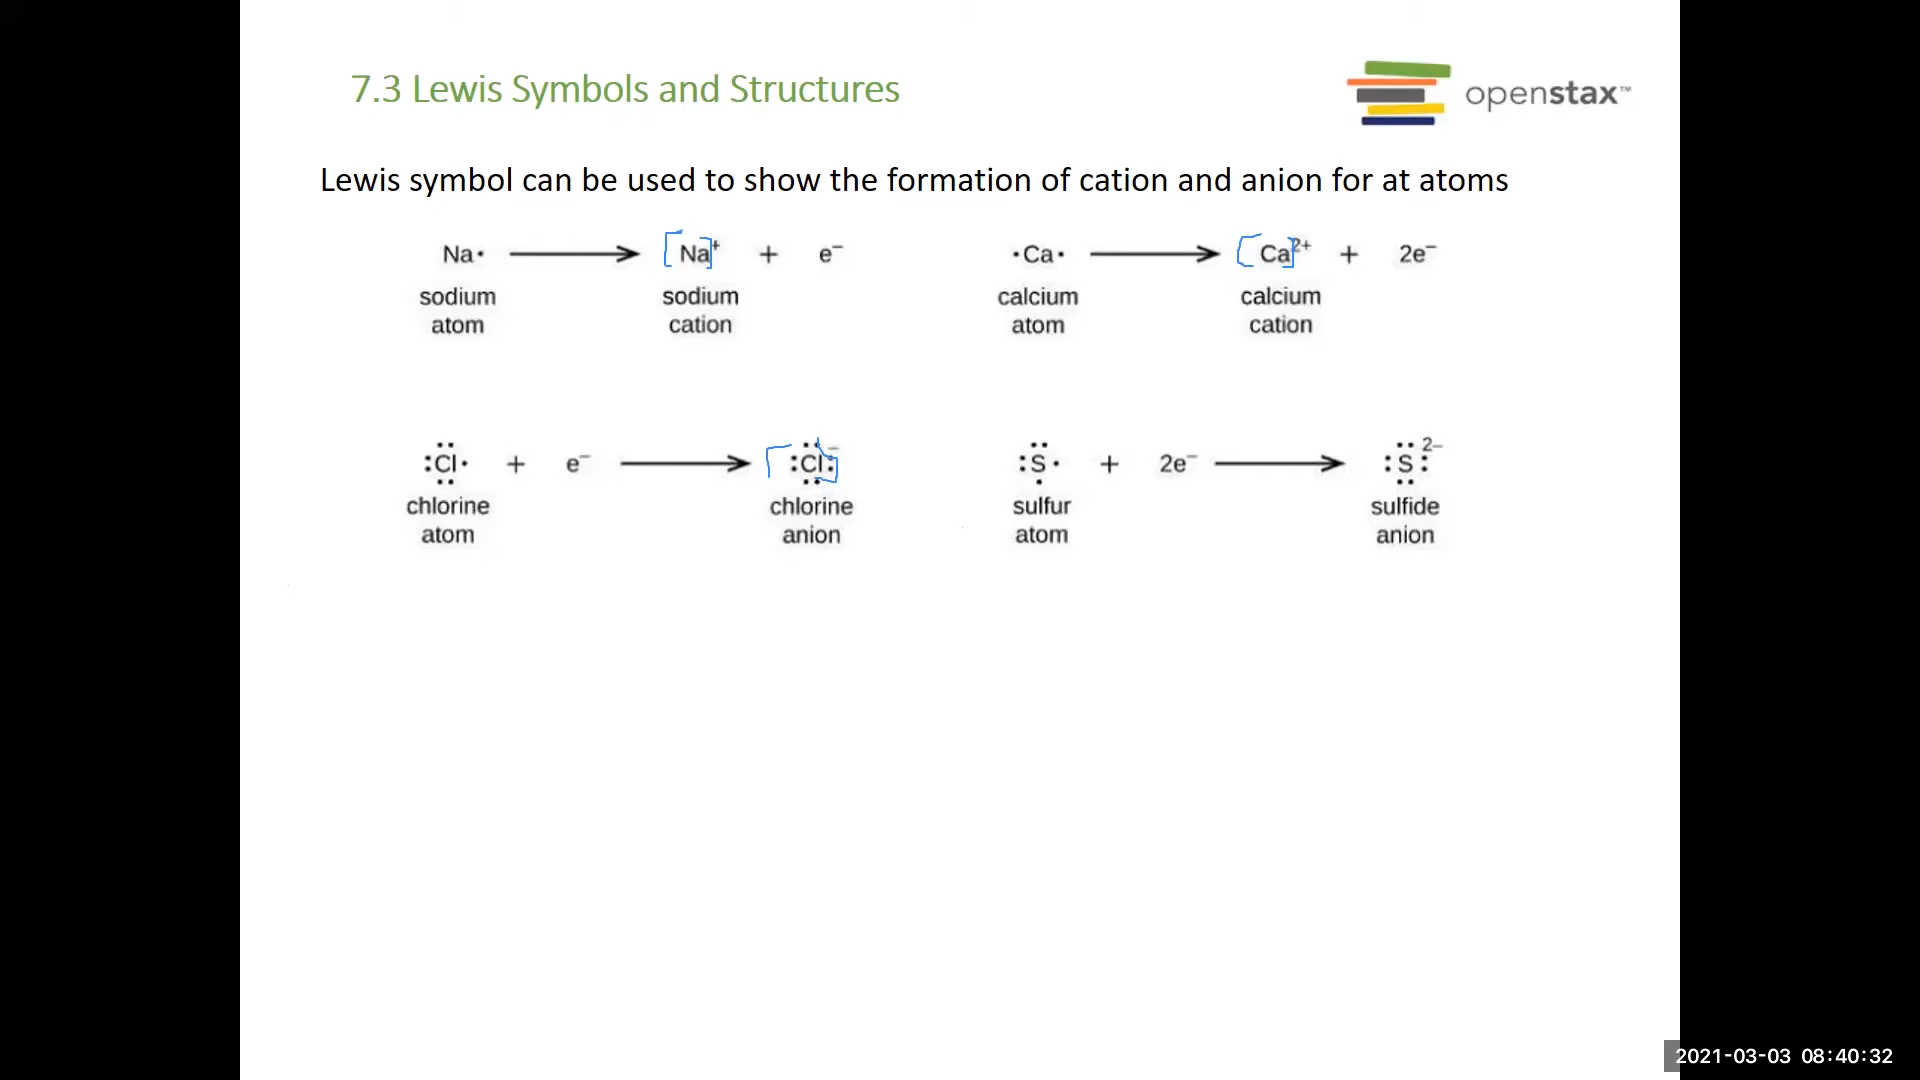 7.3 Lewis Symbols and Structures
openstax™
Lewis symbol can be used to show the formation of cation and anion for at atoms
Na· ⟶ [Na]⁺ + e⁻
sodium atom
sodium cation
·Ca· ⟶ [Ca]²⁺ + 2e⁻
calcium atom
calcium cation
:Cl· + e⁻ ⟶ [:Cl:]⁻
chlorine atom
chlorine anion
:S· + 2e⁻ ⟶ :S:²⁻
sulfur atom
sulfide anion
2021-03-03 08:40:32